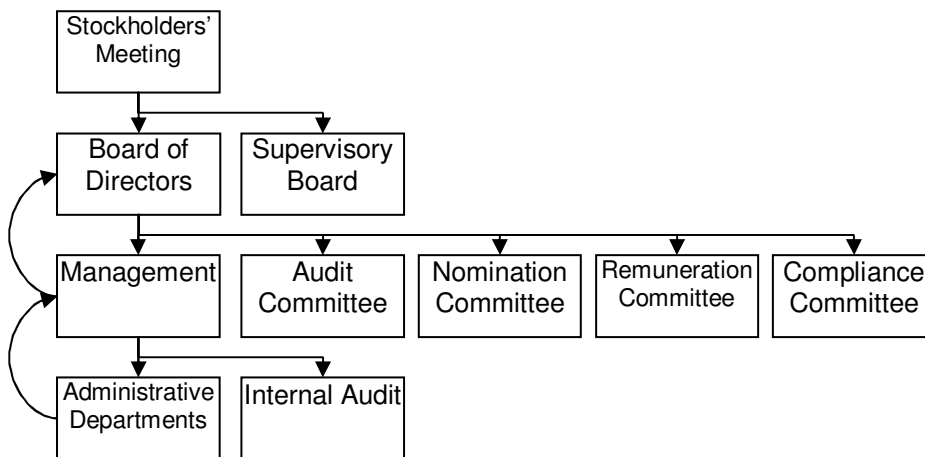 Stockholders'
Meeting
Board of
Directors
Supervisory
Board
Management
Audit
Committee
Nomination
Committee
Remuneration
Committee
Compliance
Committee
Administrative
Departments
Internal Audit